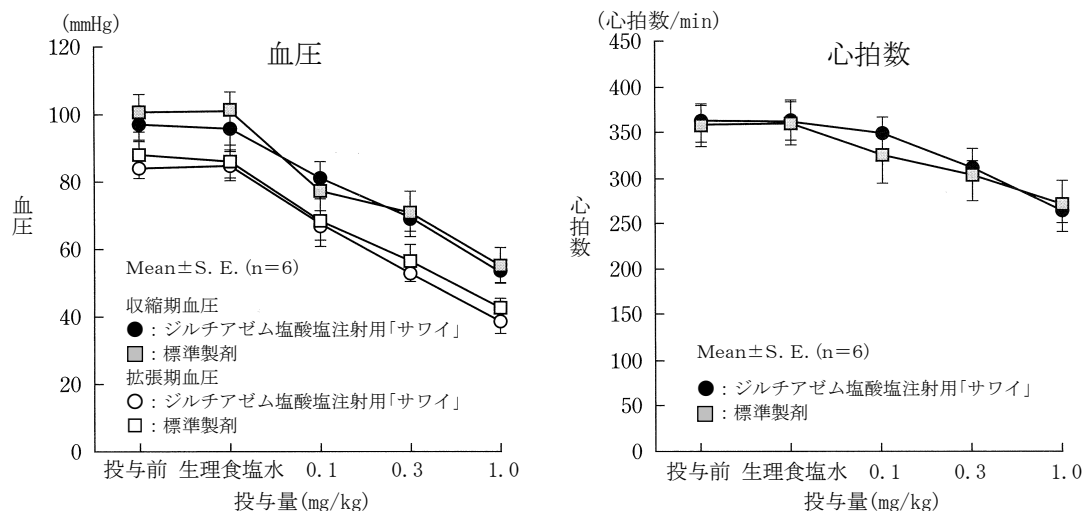 (mmHg)
血圧
120
100
80
60
40
20
0
血圧
Mean±S. E. (n=6)
収縮期血圧
●：ジルチアゼム塩酸塩注射用「サワイ」
■：標準製剤
拡張期血圧
○：ジルチアゼム塩酸塩注射用「サワイ」
□：標準製剤
投与前 生理食塩水 0.1 0.3 1.0
投与量(mg/kg)
(心拍数/min)
心拍数
450
400
350
300
250
200
150
100
50
0
心拍数
Mean±S. E. (n=6)
●：ジルチアゼム塩酸塩注射用「サワイ」
■：標準製剤
投与前 生理食塩水 0.1 0.3 1.0
投与量(mg/kg)